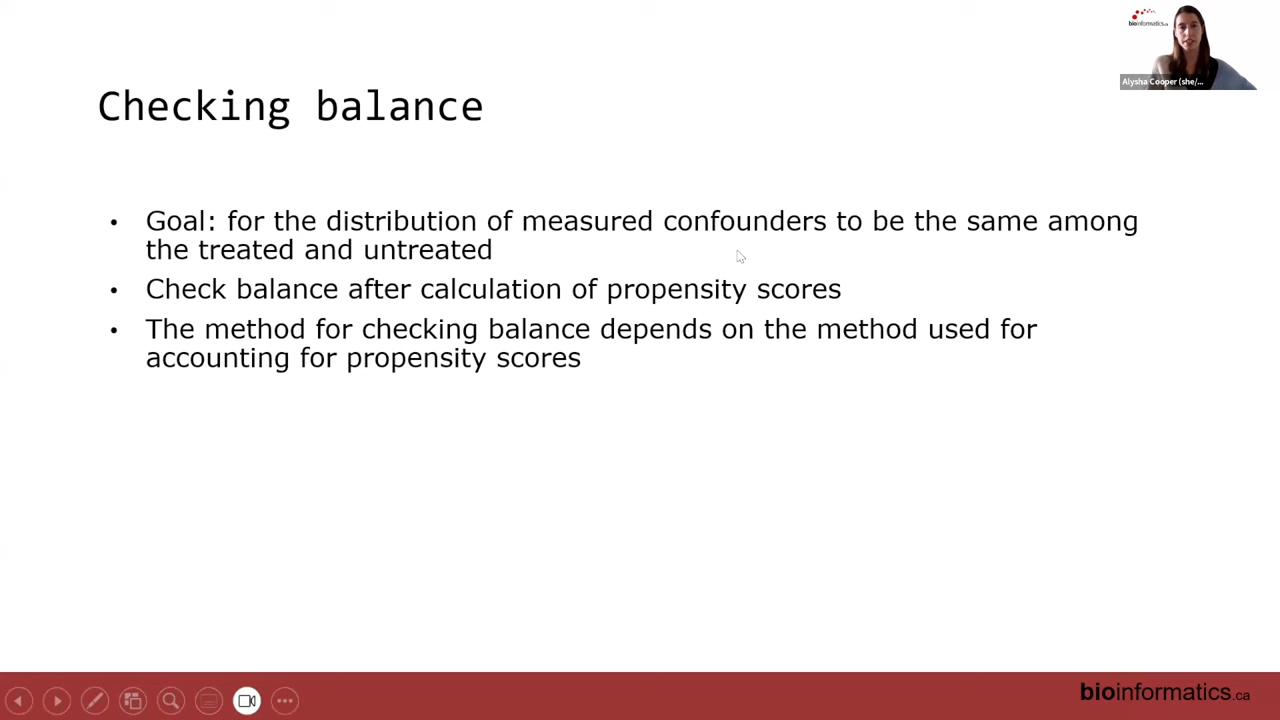 bioinformatics.ca
Alysha Cooper (she/...
Checking balance
• Goal: for the distribution of measured confounders to be the same among
the treated and untreated
• Check balance after calculation of propensity scores
• The method for checking balance depends on the method used for
accounting for propensity scores
bioinformatics.ca